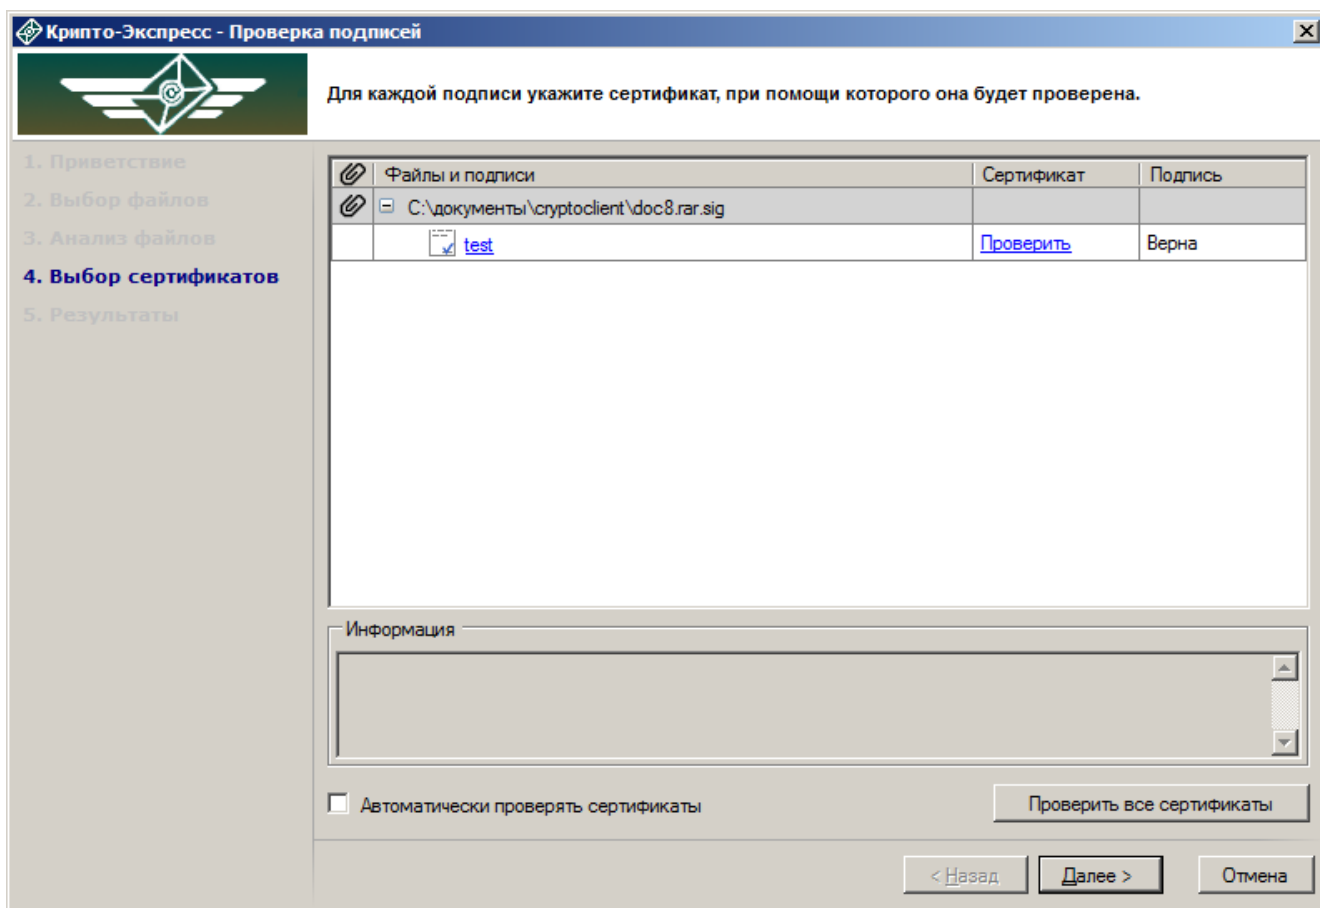 Крипто-Экспресс - Проверка подписей
Для каждой подписи укажите сертификат, при помощи которого она будет проверена.
1. Приветствие
2. Выбор файлов
3. Анализ файлов
4. Выбор сертификатов
5. Результаты
Файлы и подписи Сертификат Подпись
C:\документы\cryptoclient\doc8.rar.sig
test Проверить Верна
Информация
Автоматически проверять сертификаты Проверить все сертификаты
< Назад Далее > Отмена